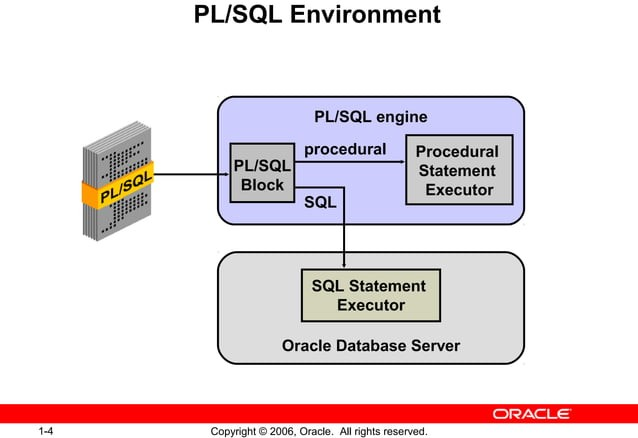 PL/SQL Environment
PL/SQL engine
PL/SQL
PL/SQL
Block
procedural
SQL
Procedural
Statement
Executor
SQL Statement
Executor
Oracle Database Server
ORACLE
1-4
Copyright © 2006, Oracle. All rights reserved.